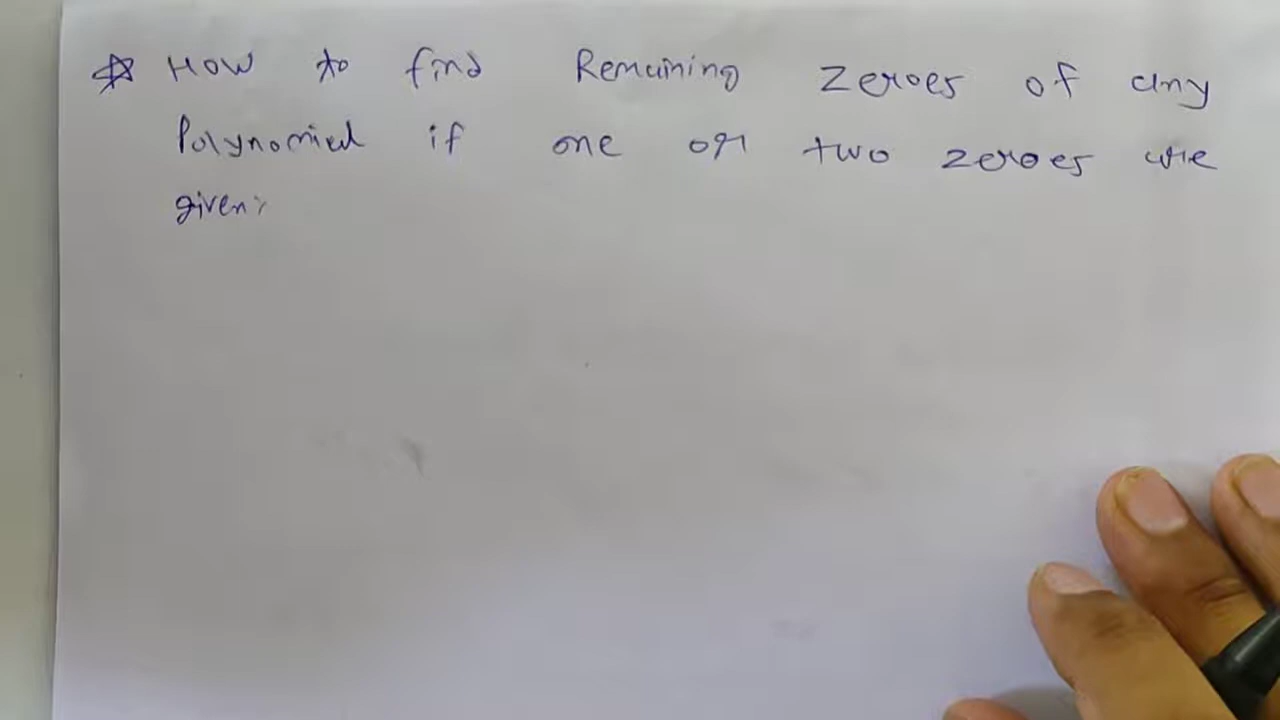 ☆ How to find Remaining zeroes of any
Polynomial if one or two zeroes are
given: